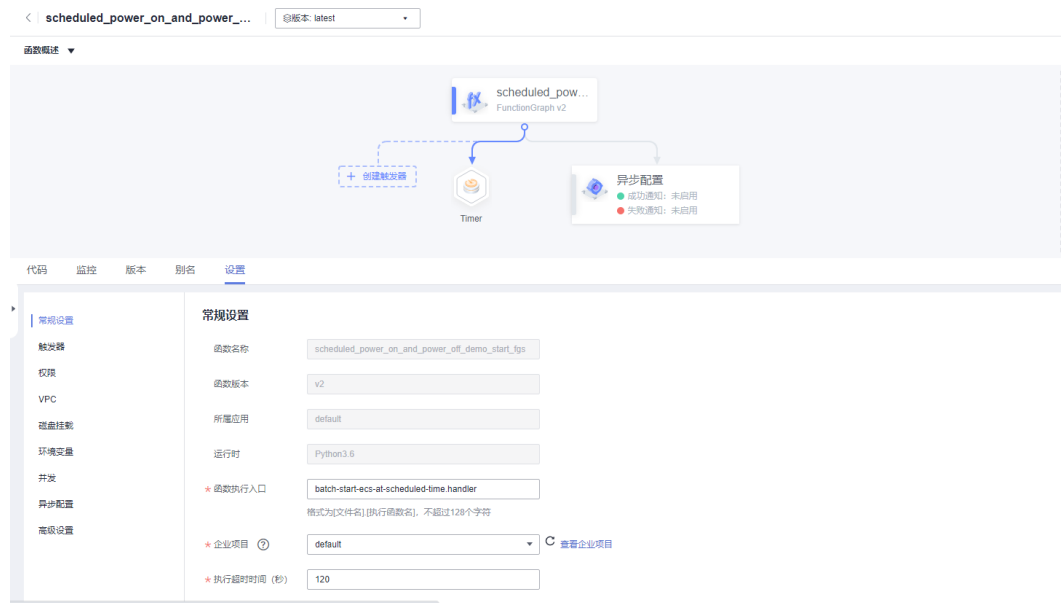 scheduled_power_on_and_power_...
版本: latest
函数概述
scheduled_pow...
FunctionGraph v2
创建触发器
Timer
异步配置
成功通知：未启用
失败通知：未启用
代码 监控 版本 别名 设置
常规设置
触发器
权限
VPC
磁盘挂载
环境变量
并发
异步配置
高级设置
常规设置
函数名称 scheduled_power_on_and_power_off_demo_start_fgs
函数版本 v2
所属应用 default
运行时 Python3.6
* 函数执行入口 batch-start-ecs-at-scheduled-time.handler
格式为[文件名].[执行函数名]，不超过128个字符
* 企业项目 ? default 查看企业项目
* 执行超时时间（秒） 120